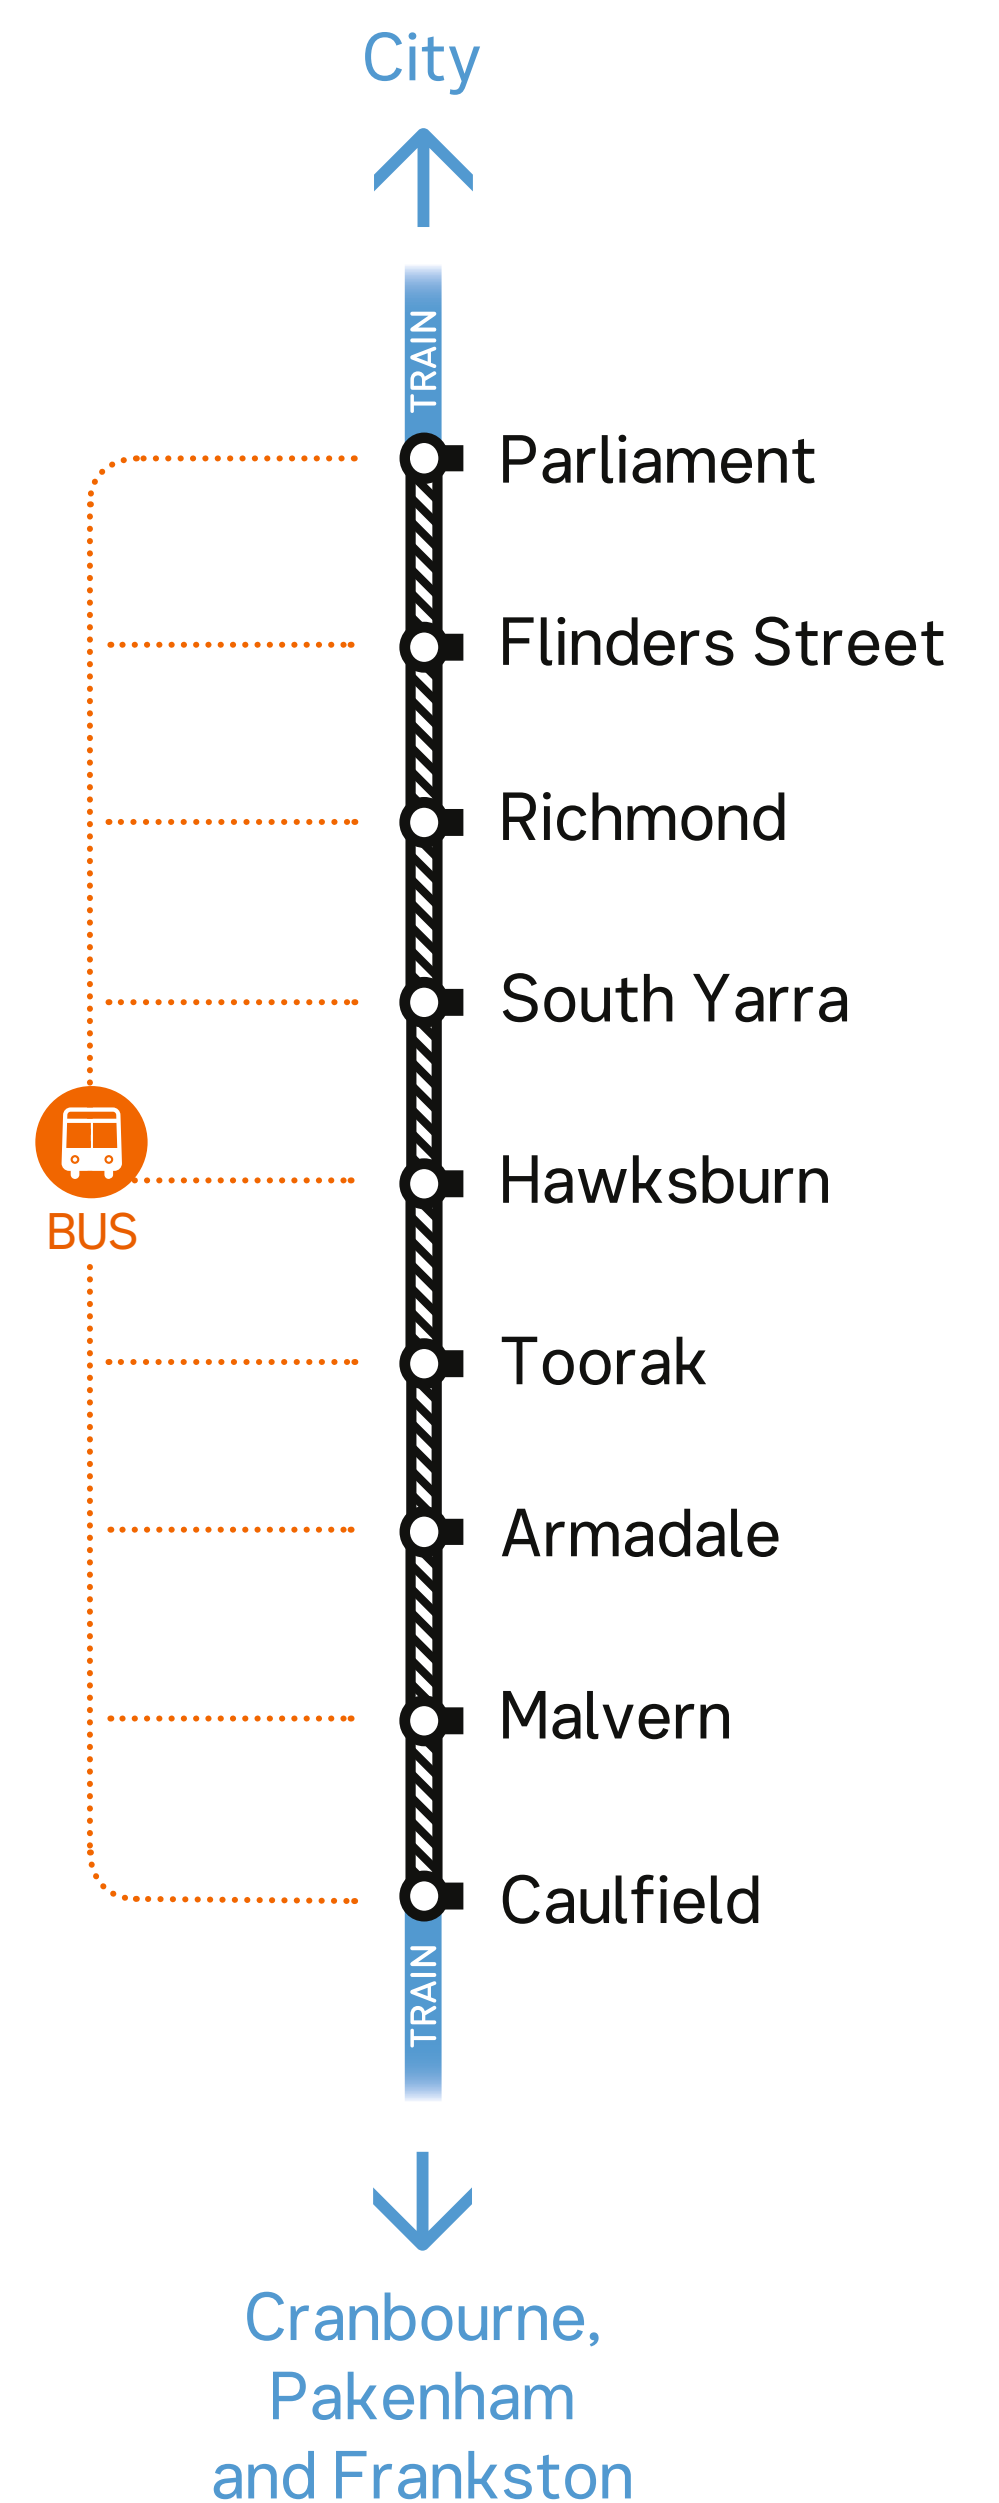 City
TRAIN
Parliament
Flinders Street
Richmond
South Yarra
Hawksburn
BUS
Toorak
Armadale
Malvern
Caulfield
TRAIN
Cranbourne,
Pakenham
and Frankston